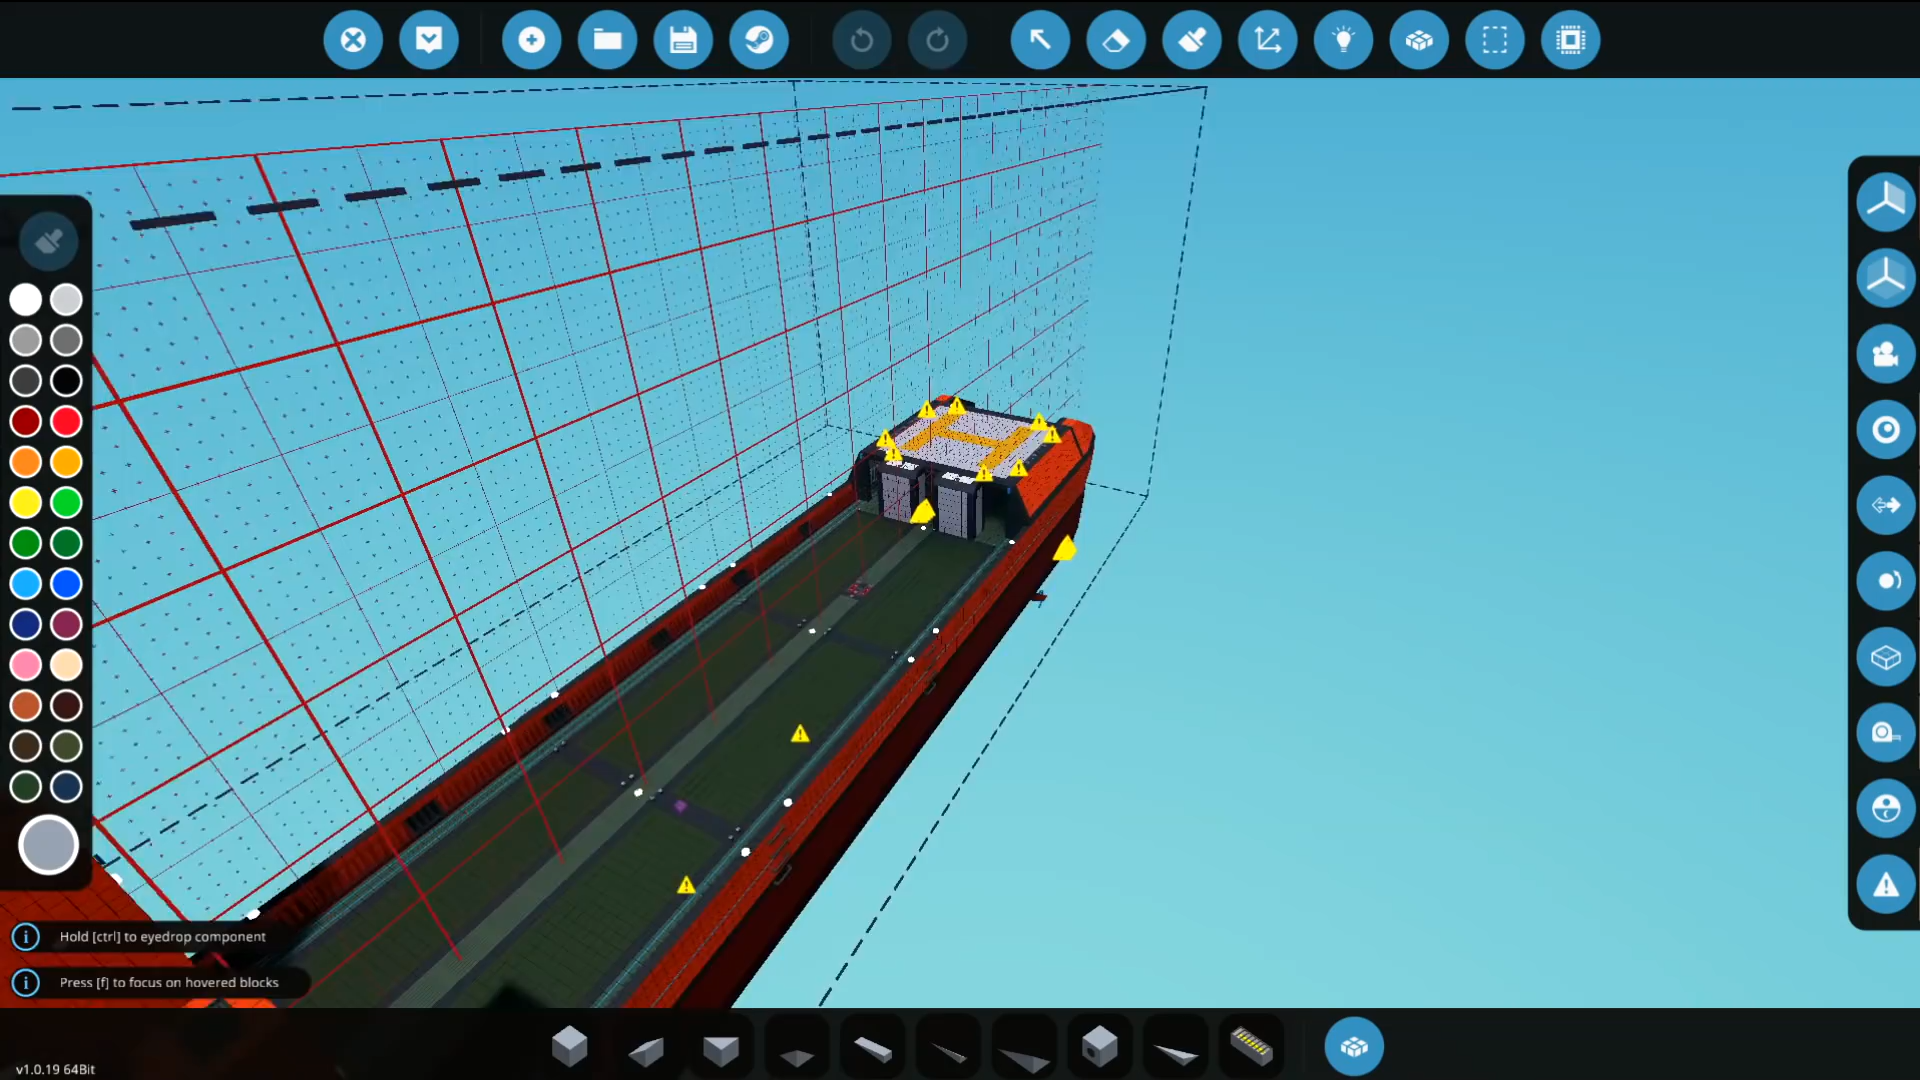 Hold [ctrl] to eyedrop component
Press [f] to focus on hovered blocks
v1.0.19 64Bit